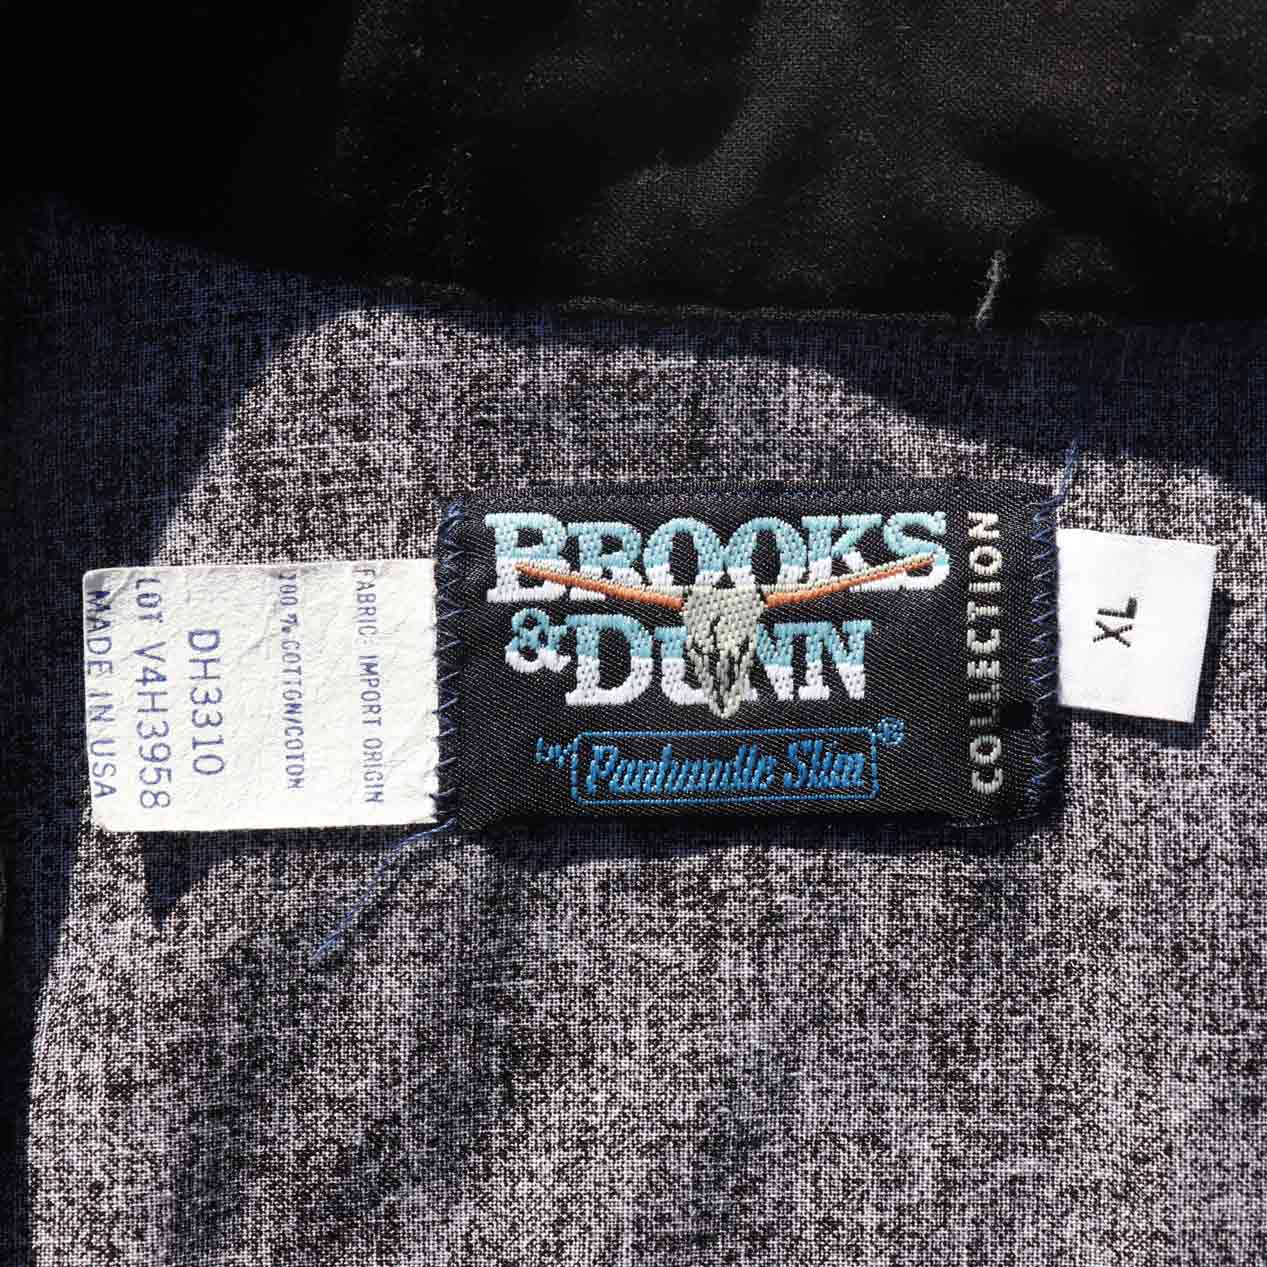 BROOKS
& DUNN
by Panhandle Slim®
COLLECTION
XL
FABRIC IMPORT ORIGIN
100% COTTON/COTON
DH3310
LOT V4H3958
MADE IN USA